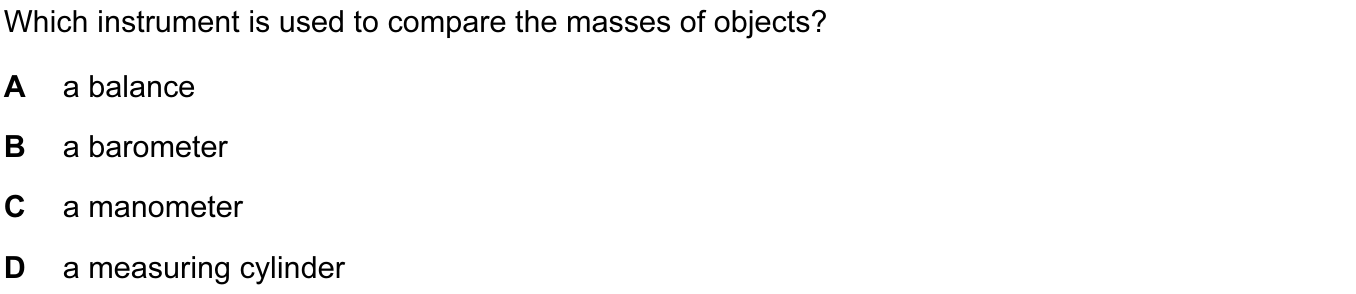 Which instrument is used to compare the masses of objects?
A a balance
B a barometer
C a manometer
D a measuring cylinder